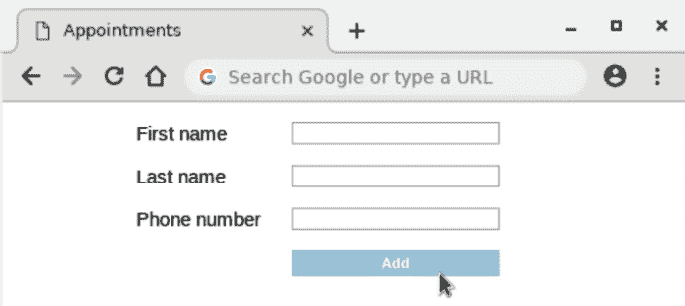 Appointments
Search Google or type a URL
First name
Last name
Phone number
Add